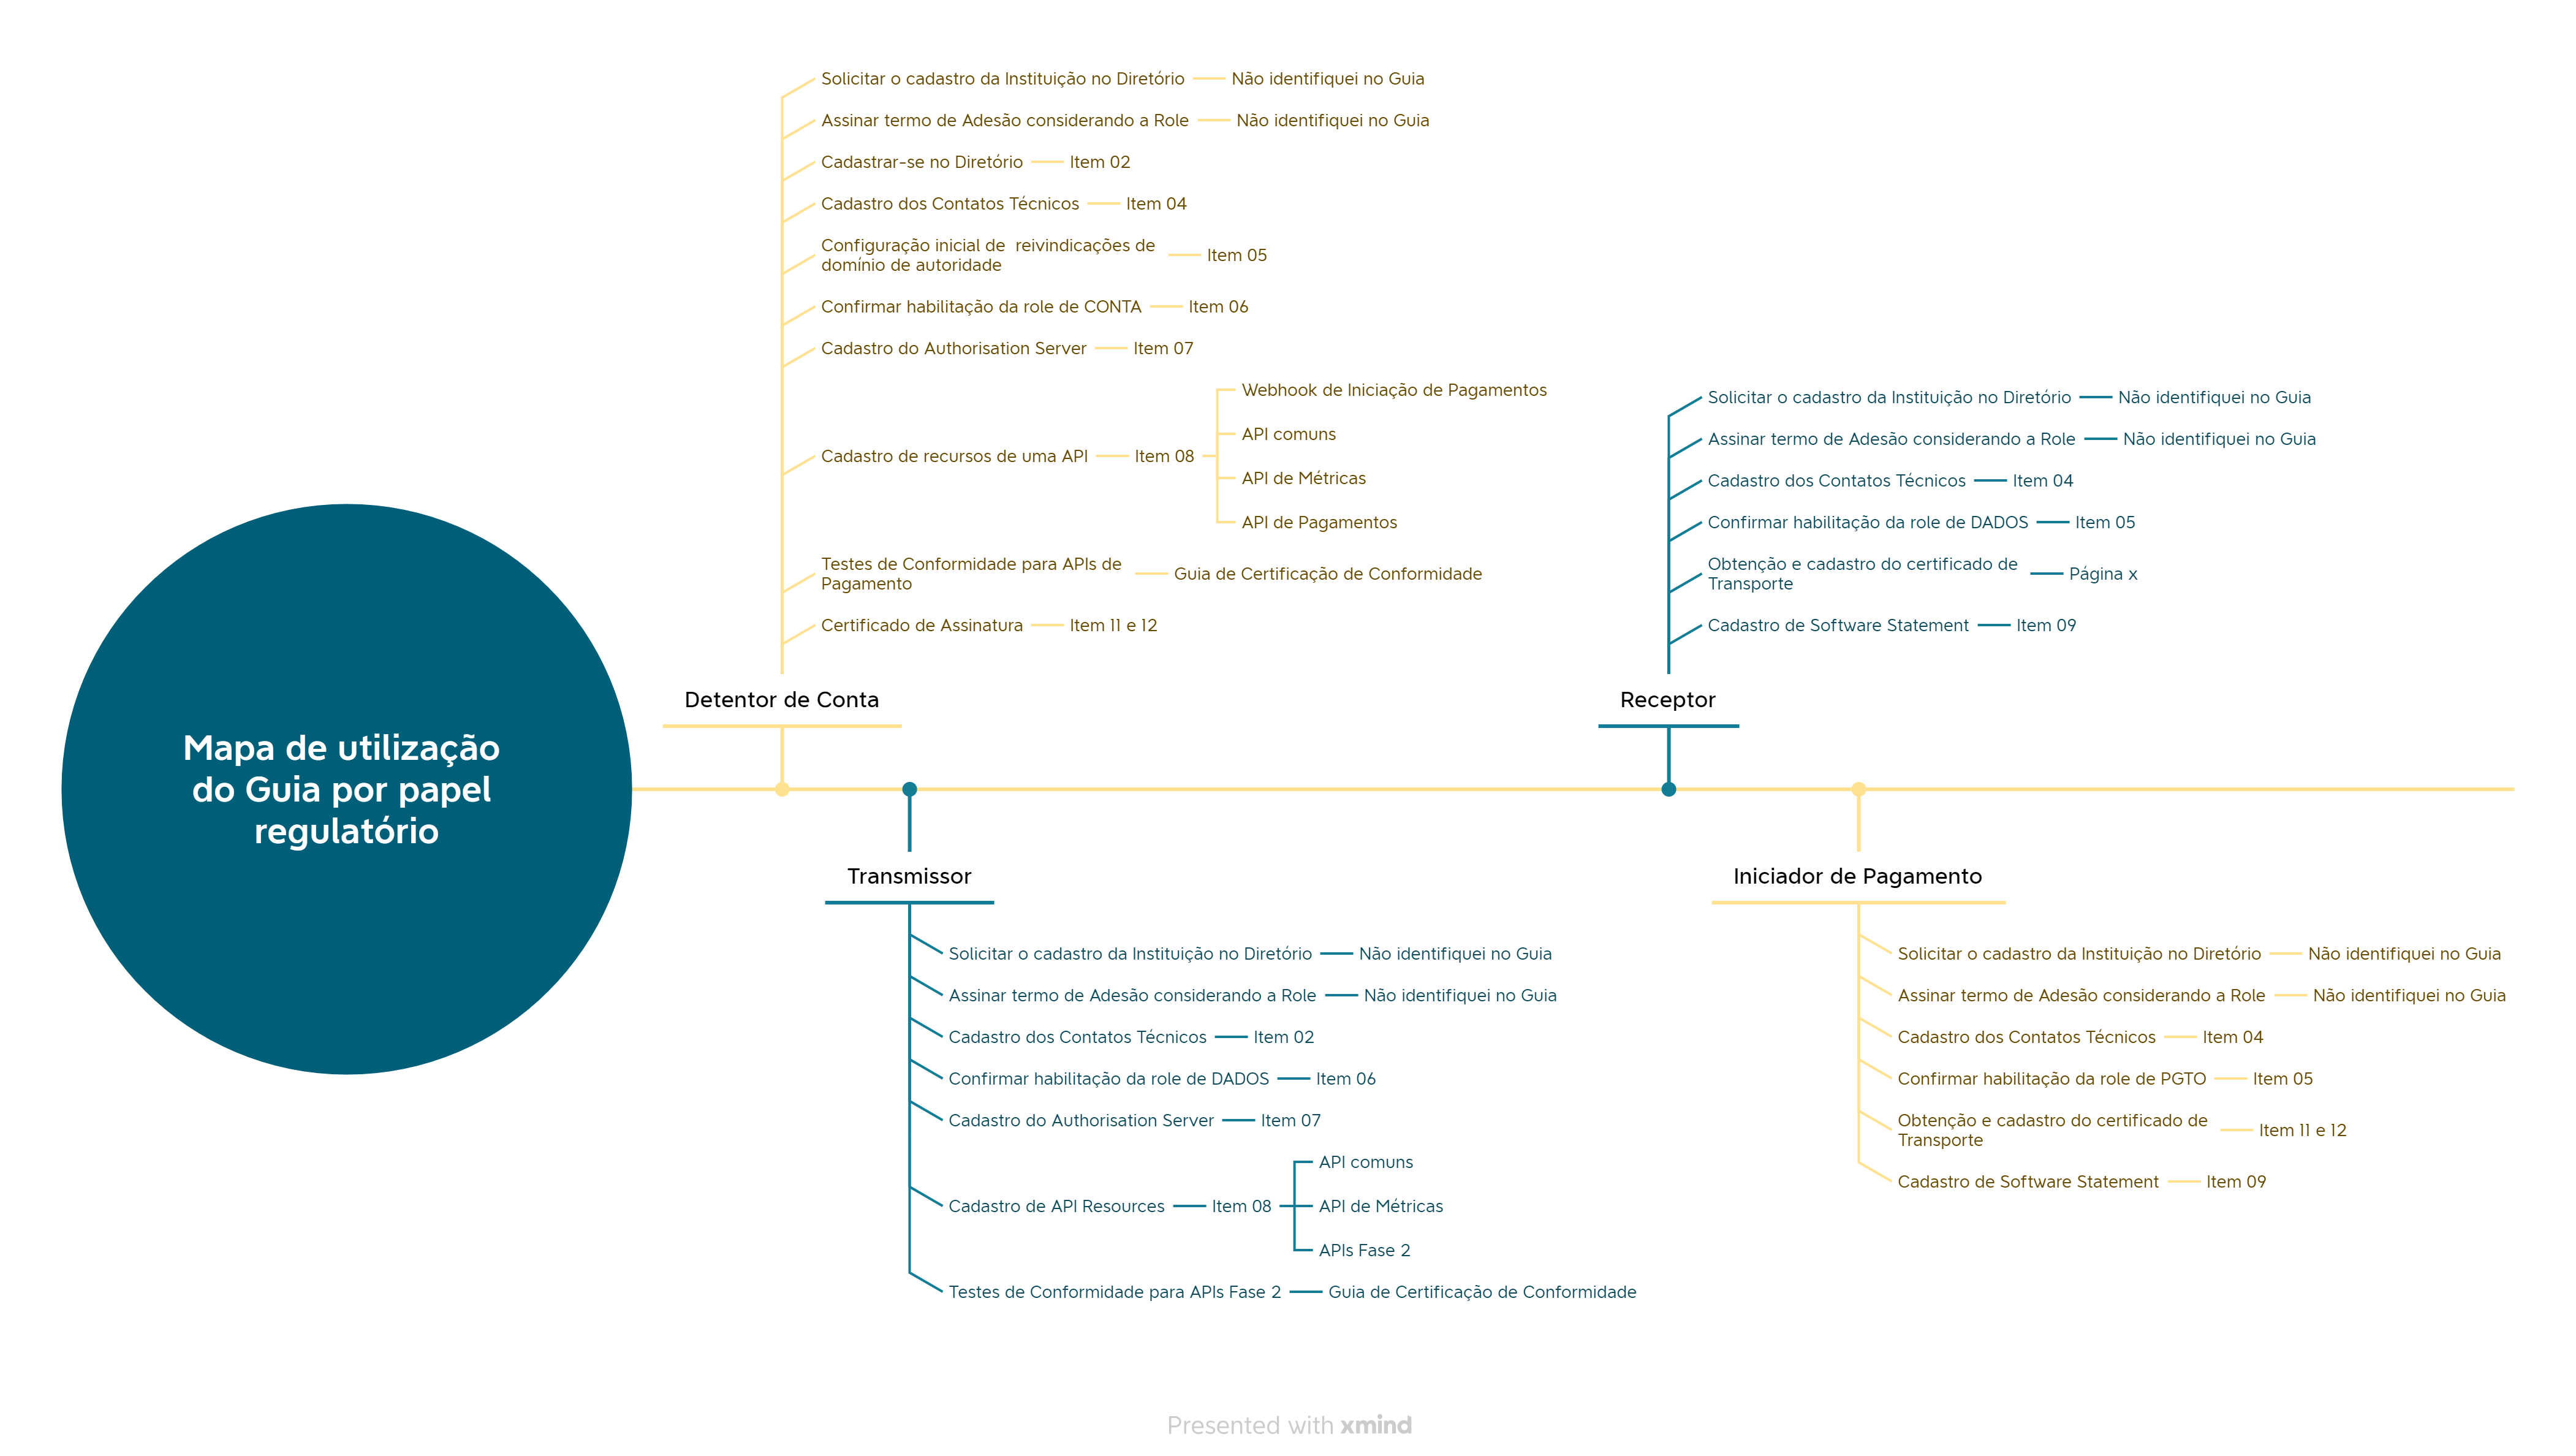 Mapa de utilização
do Guia por papel
regulatório
Detentor de Conta
Solicitar o cadastro da Instituição no Diretório
Não identifiquei no Guia
Assinar termo de Adesão considerando a Role
Não identifiquei no Guia
Cadastrar-se no Diretório
Item 02
Cadastro dos Contatos Técnicos
Item 04
Configuração inicial de  reivindicações de
domínio de autoridade
Item 05
Confirmar habilitação da role de CONTA
Item 06
Cadastro do Authorisation Server
Item 07
Cadastro de recursos de uma API
Item 08
Webhook de Iniciação de Pagamentos
API comuns
API de Métricas
API de Pagamentos
Testes de Conformidade para APIs de
Pagamento
Guia de Certificação de Conformidade
Certificado de Assinatura
Item 11 e 12
Transmissor
Solicitar o cadastro da Instituição no Diretório
Não identifiquei no Guia
Assinar termo de Adesão considerando a Role
Não identifiquei no Guia
Cadastro dos Contatos Técnicos
Item 02
Confirmar habilitação da role de DADOS
Item 06
Cadastro do Authorisation Server
Item 07
Cadastro de API Resources
Item 08
API comuns
API de Métricas
APIs Fase 2
Testes de Conformidade para APIs Fase 2
Guia de Certificação de Conformidade
Receptor
Solicitar o cadastro da Instituição no Diretório
Não identifiquei no Guia
Assinar termo de Adesão considerando a Role
Não identifiquei no Guia
Cadastro dos Contatos Técnicos
Item 04
Confirmar habilitação da role de DADOS
Item 05
Obtenção e cadastro do certificado de
Transporte
Página x
Cadastro de Software Statement
Item 09
Iniciador de Pagamento
Solicitar o cadastro da Instituição no Diretório
Não identifiquei no Guia
Assinar termo de Adesão considerando a Role
Não identifiquei no Guia
Cadastro dos Contatos Técnicos
Item 04
Confirmar habilitação da role de PGTO
Item 05
Obtenção e cadastro do certificado de
Transporte
Item 11 e 12
Cadastro de Software Statement
Item 09
Presented with xmind